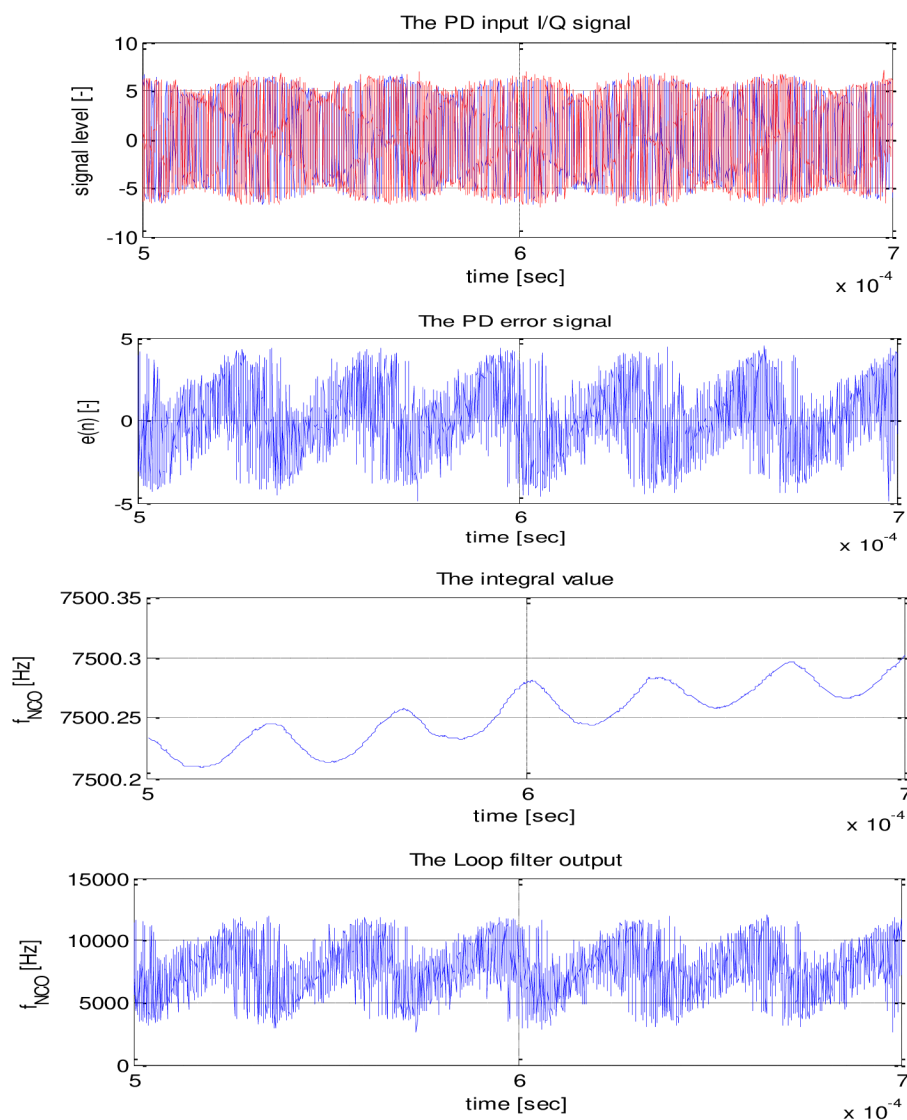 The PD input I/Q signal
10
5
0
-5
-10
signal level [-]
5
6
7
time [sec]
x 10-4
The PD error signal
5
0
-5
e(n) [-]
5
6
7
time [sec]
x 10-4
The integral value
7500.35
7500.3
7500.25
7500.2
fNCO [Hz]
5
6
7
time [sec]
x 10-4
The Loop filter output
15000
10000
5000
0
fNCO [Hz]
5
6
7
time [sec]
x 10-4